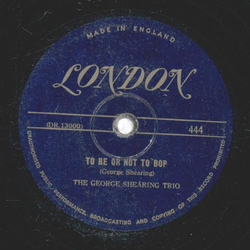 MADE IN ENGLAND
LONDON
(DR.13000)
444
TO BE OR NOT TO BOP
(George Shearing)
THE GEORGE SHEARING TRIO
UNAUTHORISED PUBLIC PERFORMANCE, BROADCASTING AND COPYING OF THIS RECORD PROHIBITED